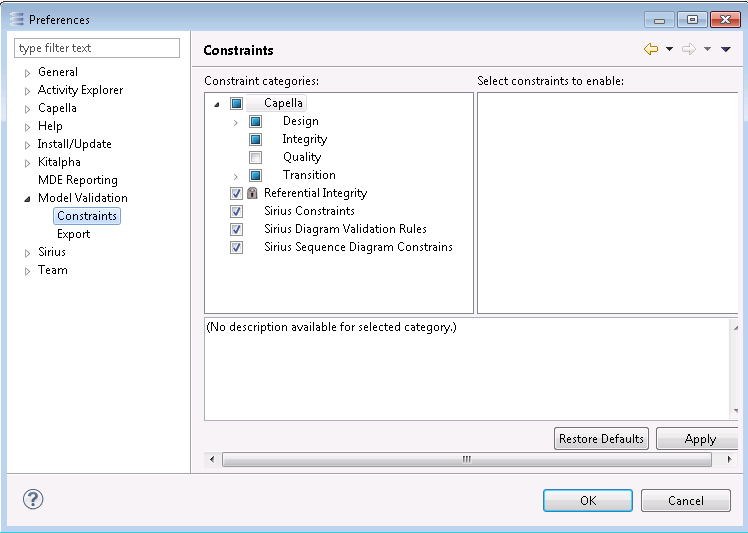 Preferences
type filter text
General
Activity Explorer
Capella
Help
Install/Update
Kitalpha
MDE Reporting
Model Validation
Constraints
Export
Sirius
Team
Constraints
Constraint categories:
Capella
Design
Integrity
Quality
Transition
Referential Integrity
Sirius Constraints
Sirius Diagram Validation Rules
Sirius Sequence Diagram Constrains
Select constraints to enable:
(No description available for selected category.)
Restore Defaults
Apply
?
OK
Cancel